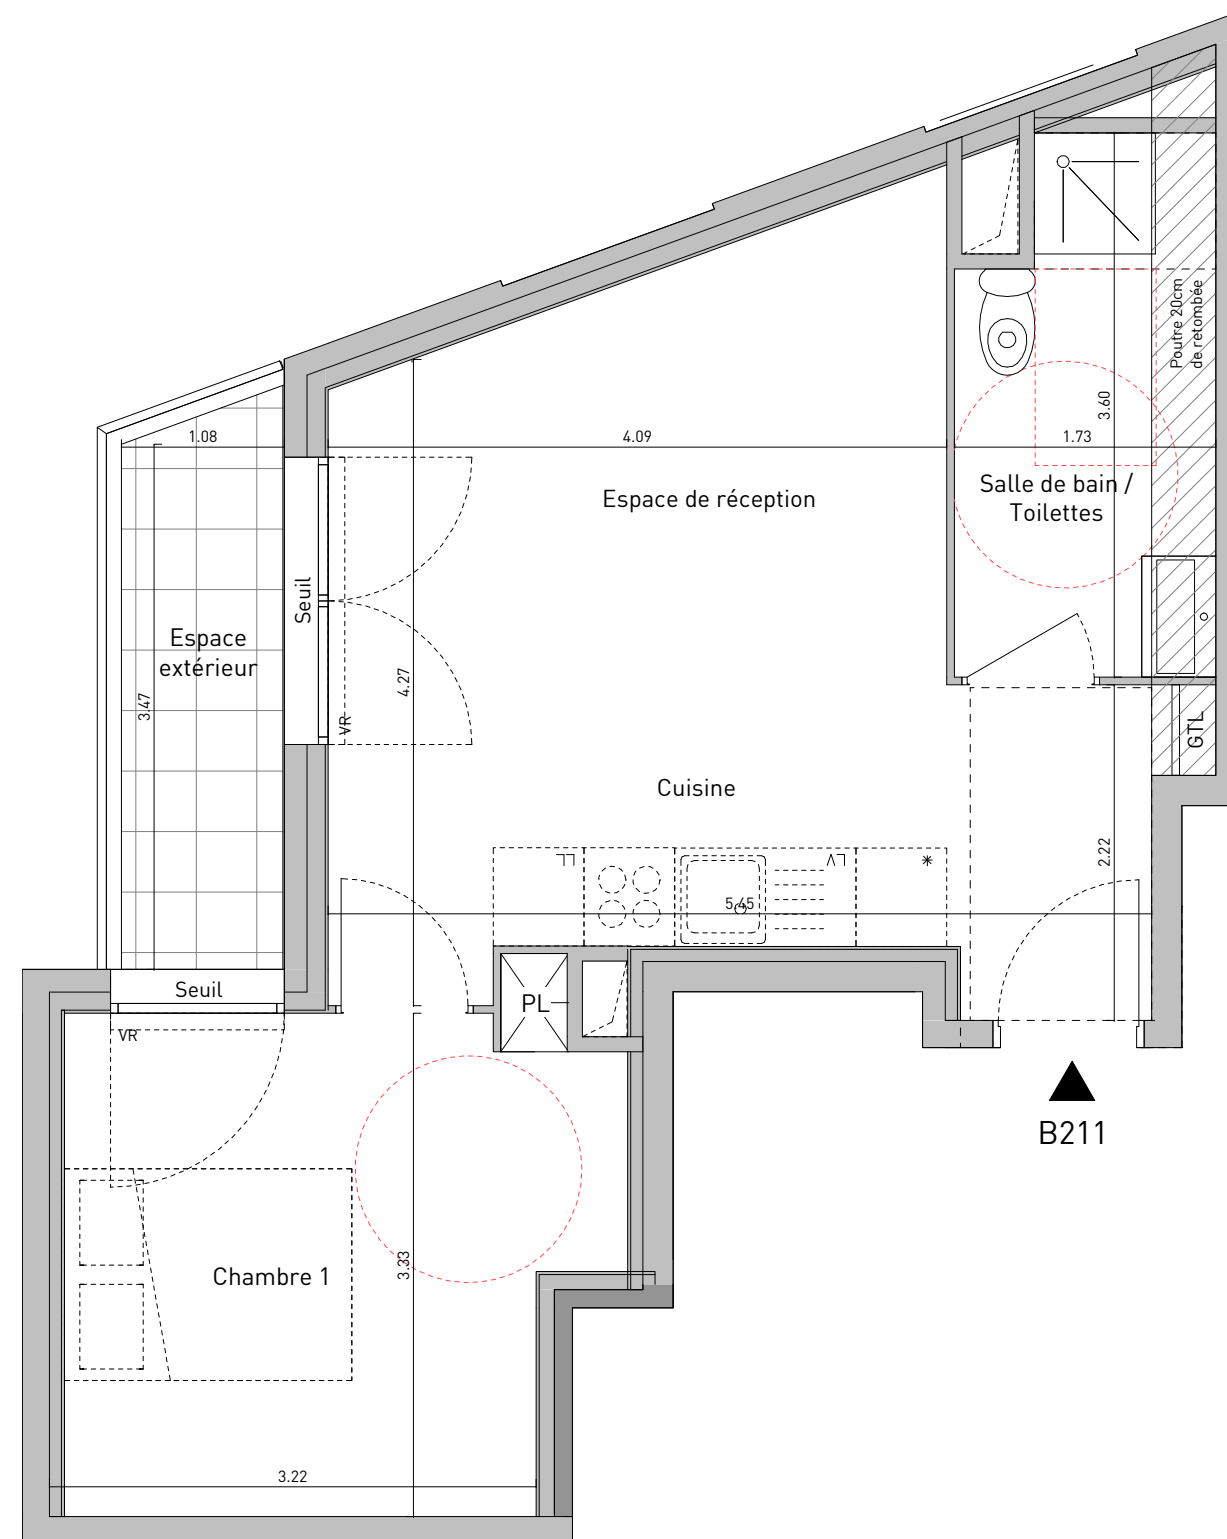 Poutre 20cm
de retombée
3.60
1.08
4.09
1.73
Salle de bain /
Toilettes
Espace de réception
Seuil
Espace
extérieur
4.27
3.47
VR
GTL
Cuisine
LL
LV
*
2.22
5.45
Seuil
PL
VR
B211
3.33
Chambre 1
3.22